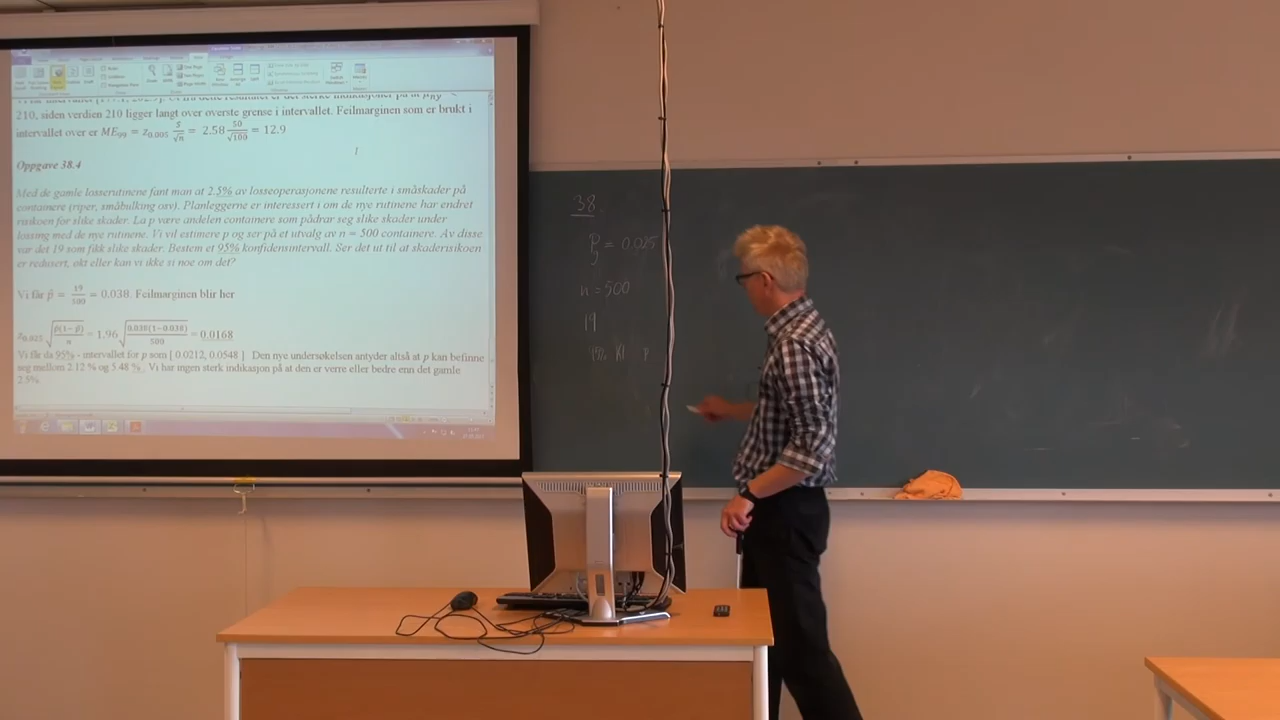 210, siden verdien 210 ligger langt over øverste grense i intervallet. Feilmarginen som er brukt i
intervallet over er ME₉₉ = z₀.₀₀₅ s/√n = 2.58 50/√100 = 12.9
Oppgave 38.4
Med de gamle losserutinene fant man at 2.5% av losseoperasjonene resulterte i småskader på
containere (riper, småbulking osv). Planleggerne er interessert i om de nye rutinene har endret
risikoen for slike skader. La p være andelen containere som pådrar seg slike skader under
lossing med de nye rutinene. Vi vil estimere p og ser på et utvalg av n = 500 containere. Av disse
var det 19 som fikk slike skader. Bestem et 95% konfidensintervall. Ser det ut til at skaderisikoen
er redusert, økt eller kan vi ikke si noe om det?
Vi får p̂ = 19/500 = 0.038. Feilmarginen blir her
z₀.₀₂₅ √(p̂(1−p̂)/n) = 1.96 √(0.038(1−0.038)/500) = 0.0168
Vi får da 95% - intervallet for p som [ 0.0212, 0.0548 ] Den nye undersøkelsen antyder altså at p kan befinne
seg mellom 2.12 % og 5.48 % . Vi har ingen sterk indikasjon på at den er verre eller bedre enn det gamle
2.5%
38.
= 0.025
n = 500
19
95% KI p